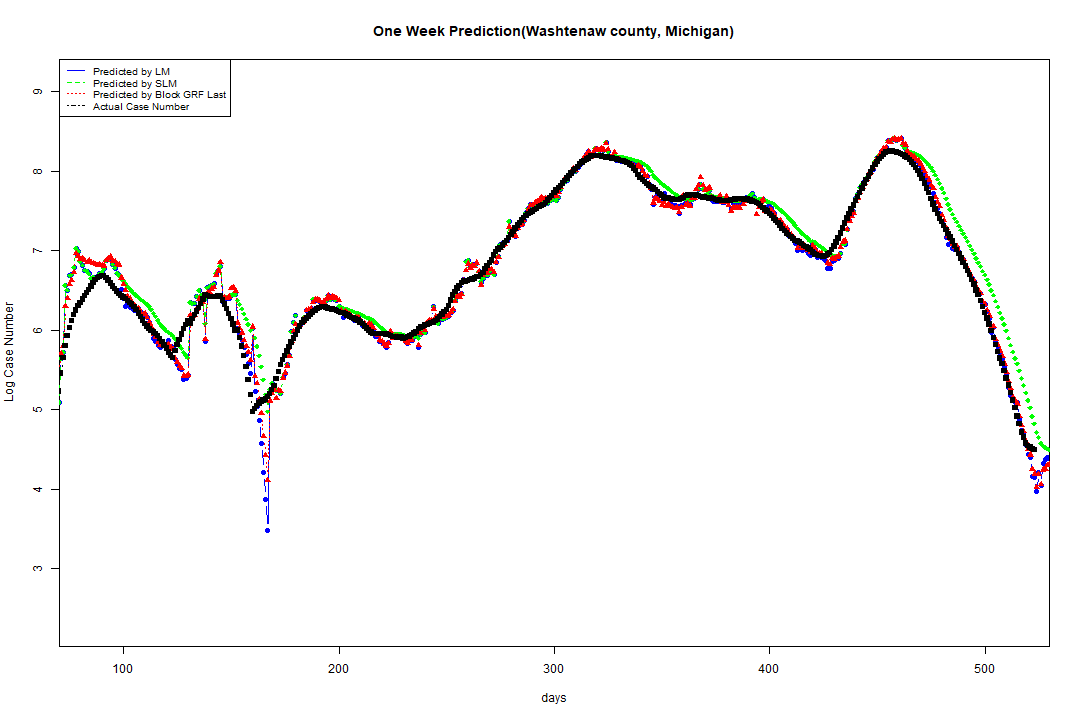 One Week Prediction(Washtenaw county, Michigan)
Predicted by LM
Predicted by SLM
Predicted by Block GRF Last
Actual Case Number
9
8
7
6
5
4
3
Log Case Number
100 200 300 400 500
days